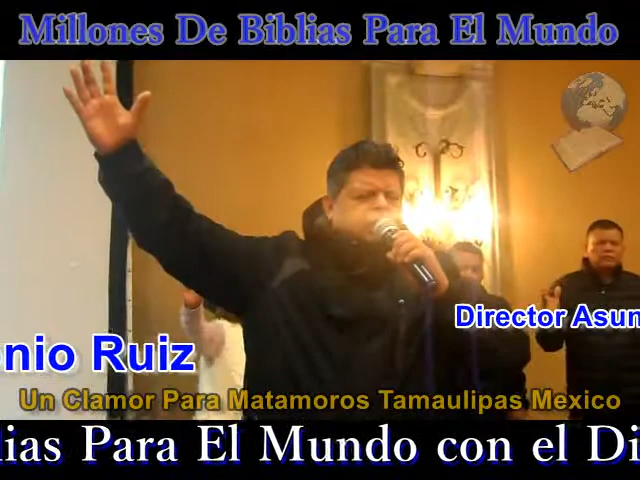 Millones De Biblias Para El Mundo
Director Asun
nio Ruiz
Un Clamor Para Matamoros Tamaulipas Mexico
lias Para El Mundo con el Di